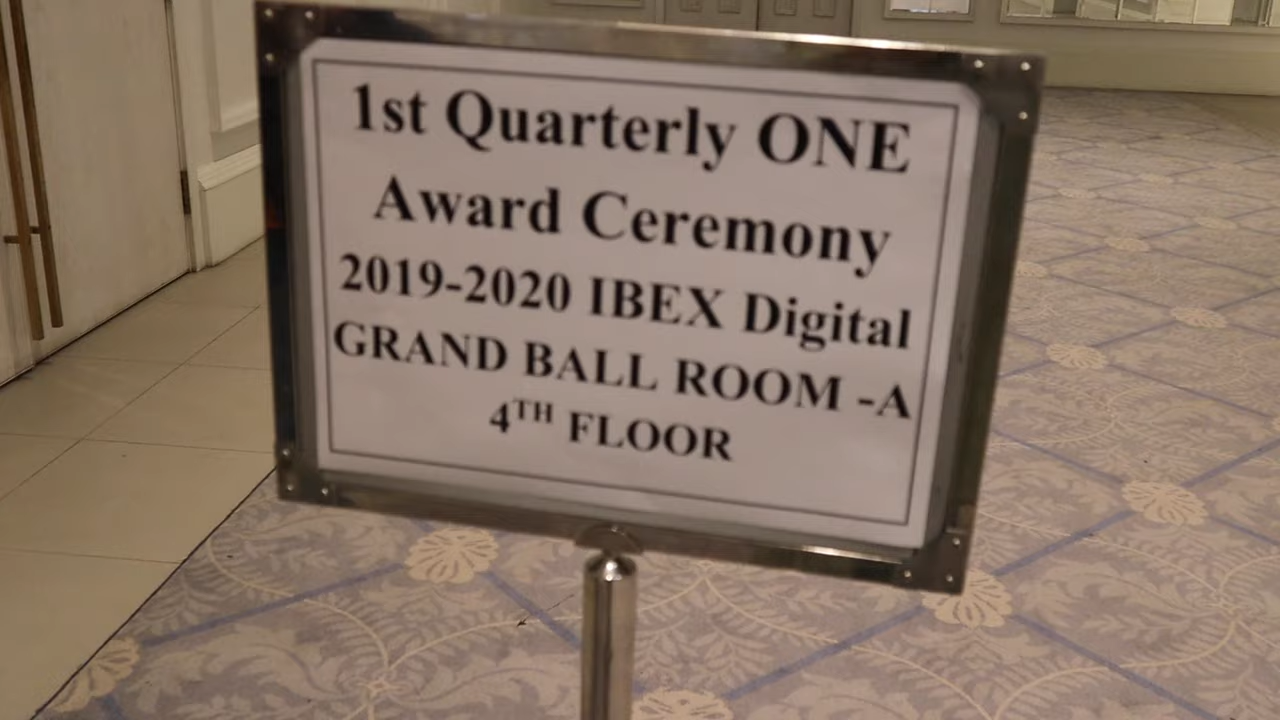 1st Quarterly ONE
Award Ceremony
2019-2020 IBEX Digital
GRAND BALL ROOM -A
4TH FLOOR